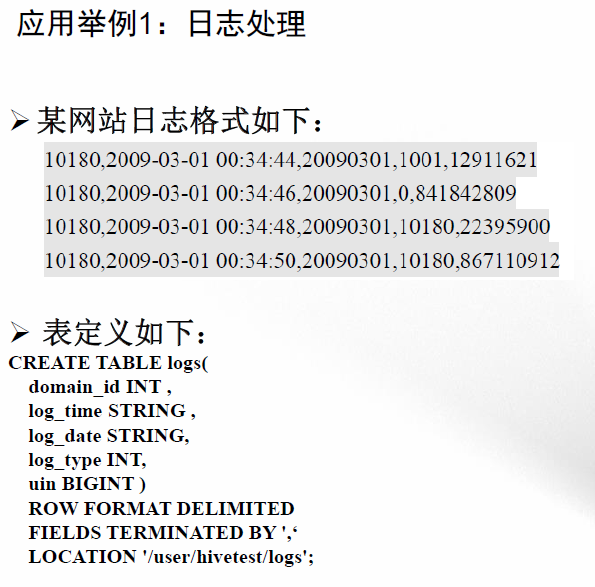 应用举例1：日志处理
➢某网站日志格式如下：
10180,2009-03-01 00:34:44,20090301,1001,12911621
10180,2009-03-01 00:34:46,20090301,0,841842809
10180,2009-03-01 00:34:48,20090301,10180,22395900
10180,2009-03-01 00:34:50,20090301,10180,867110912
➢ 表定义如下：
CREATE TABLE logs(
domain_id INT ,
log_time STRING ,
log_date STRING,
log_type INT,
uin BIGINT )
ROW FORMAT DELIMITED
FIELDS TERMINATED BY ',‘
LOCATION '/user/hivetest/logs';